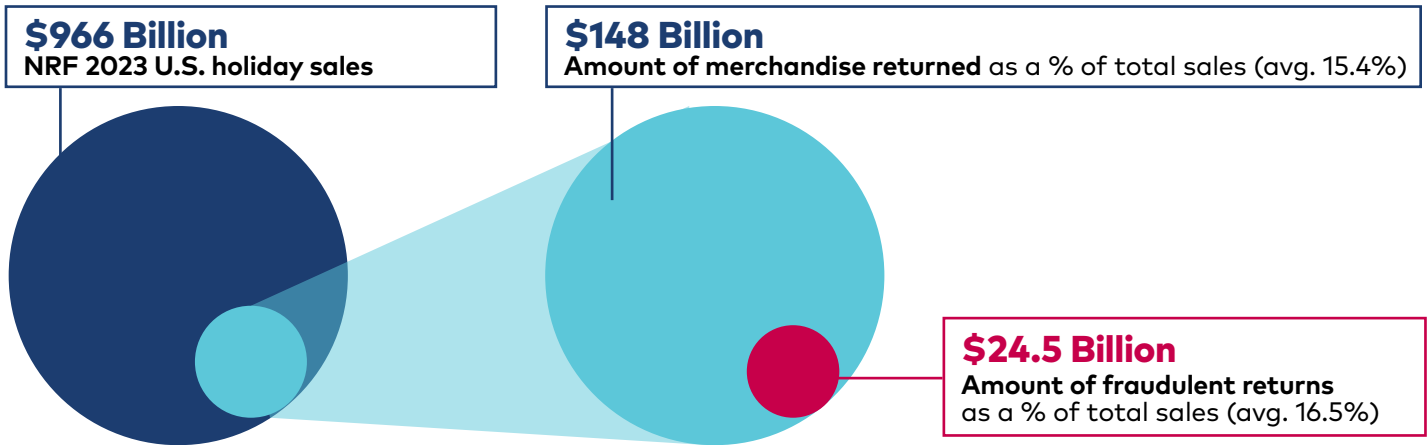 $966 Billion
NRF 2023 U.S. holiday sales
$148 Billion
Amount of merchandise returned as a % of total sales (avg. 15.4%)
$24.5 Billion
Amount of fraudulent returns
as a % of total sales (avg. 16.5%)